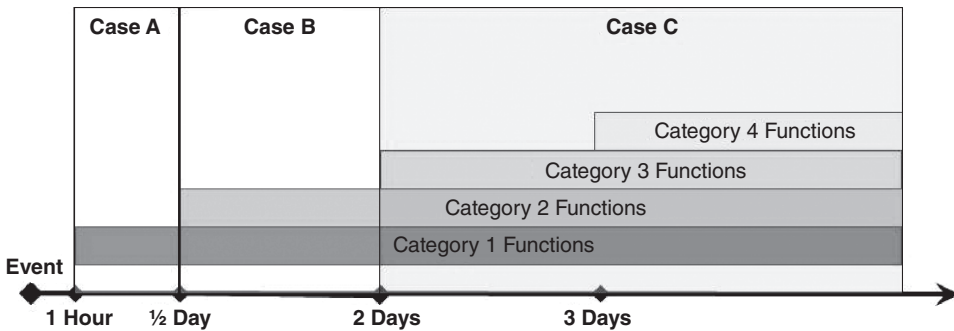 Case A
Case B
Case C
Category 4 Functions
Category 3 Functions
Category 2 Functions
Category 1 Functions
Event
1 Hour
½ Day
2 Days
3 Days